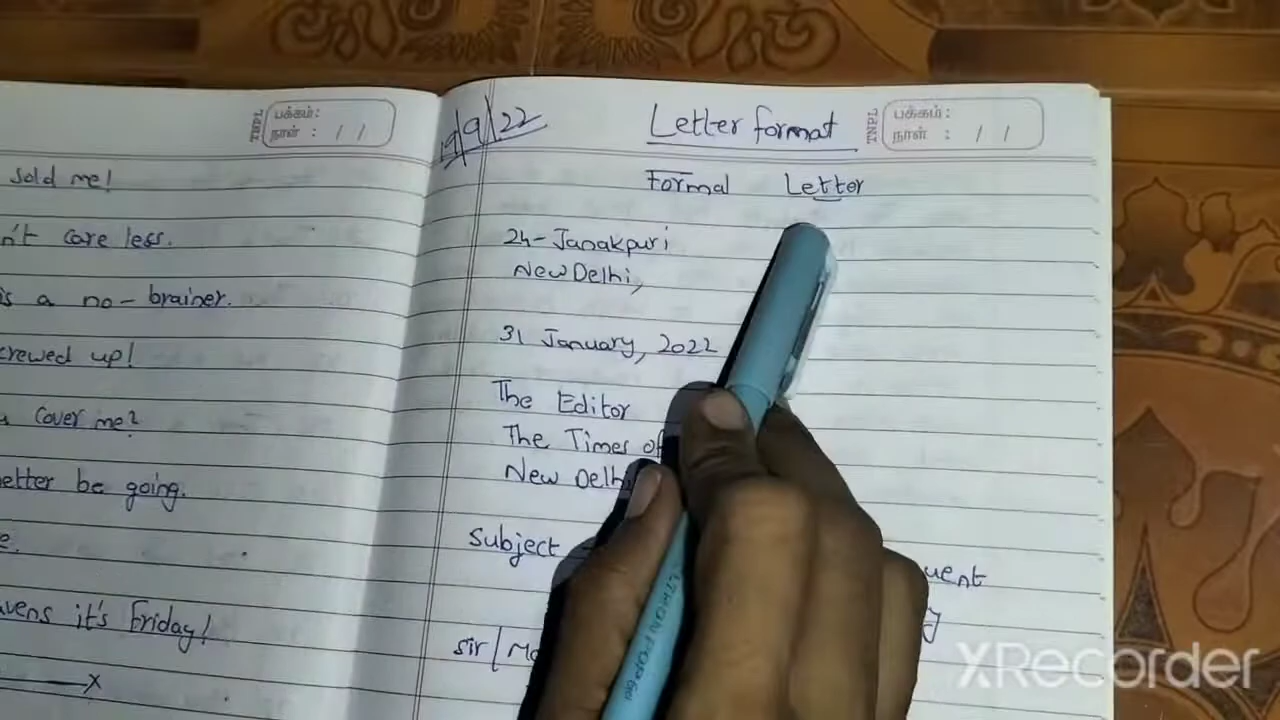 sold me!
n't care less.
is a no-brainer.
crewed up!
cover me?
etter be going.
e.
avens it's Friday!
TNPL
பக்கம்:
நாள் : / /
/9/22
Letter format
TNPL
பக்கம்:
நாள் : / /
Formal Letter
24-Janakpuri
New Delhi,
31 January, 2022
The Editor
The Times of
New Delhi
Subject
uent
Sir/Ma
XRecorder